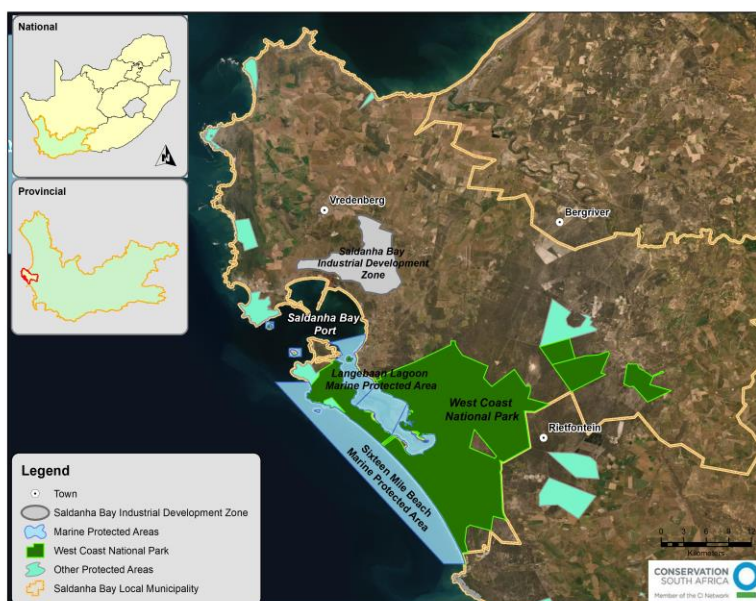 National
Provincial
Vredenberg
Bergriver
Saldanha Bay
Industrial Development
Zone
Saldanha Bay
Port
Langebaan Lagoon
Marine Protected Area
West Coast
National Park
Rietfontein
Sixteen Mile Beach
Marine Protected Area
Legend
Town
Saldanha Bay Industrial Development Zone
Marine Protected Areas
West Coast National Park
Other Protected Areas
Saldanha Bay Local Municipality
Kilometers
CONSERVATION
SOUTH AFRICA
Member of the CI Network